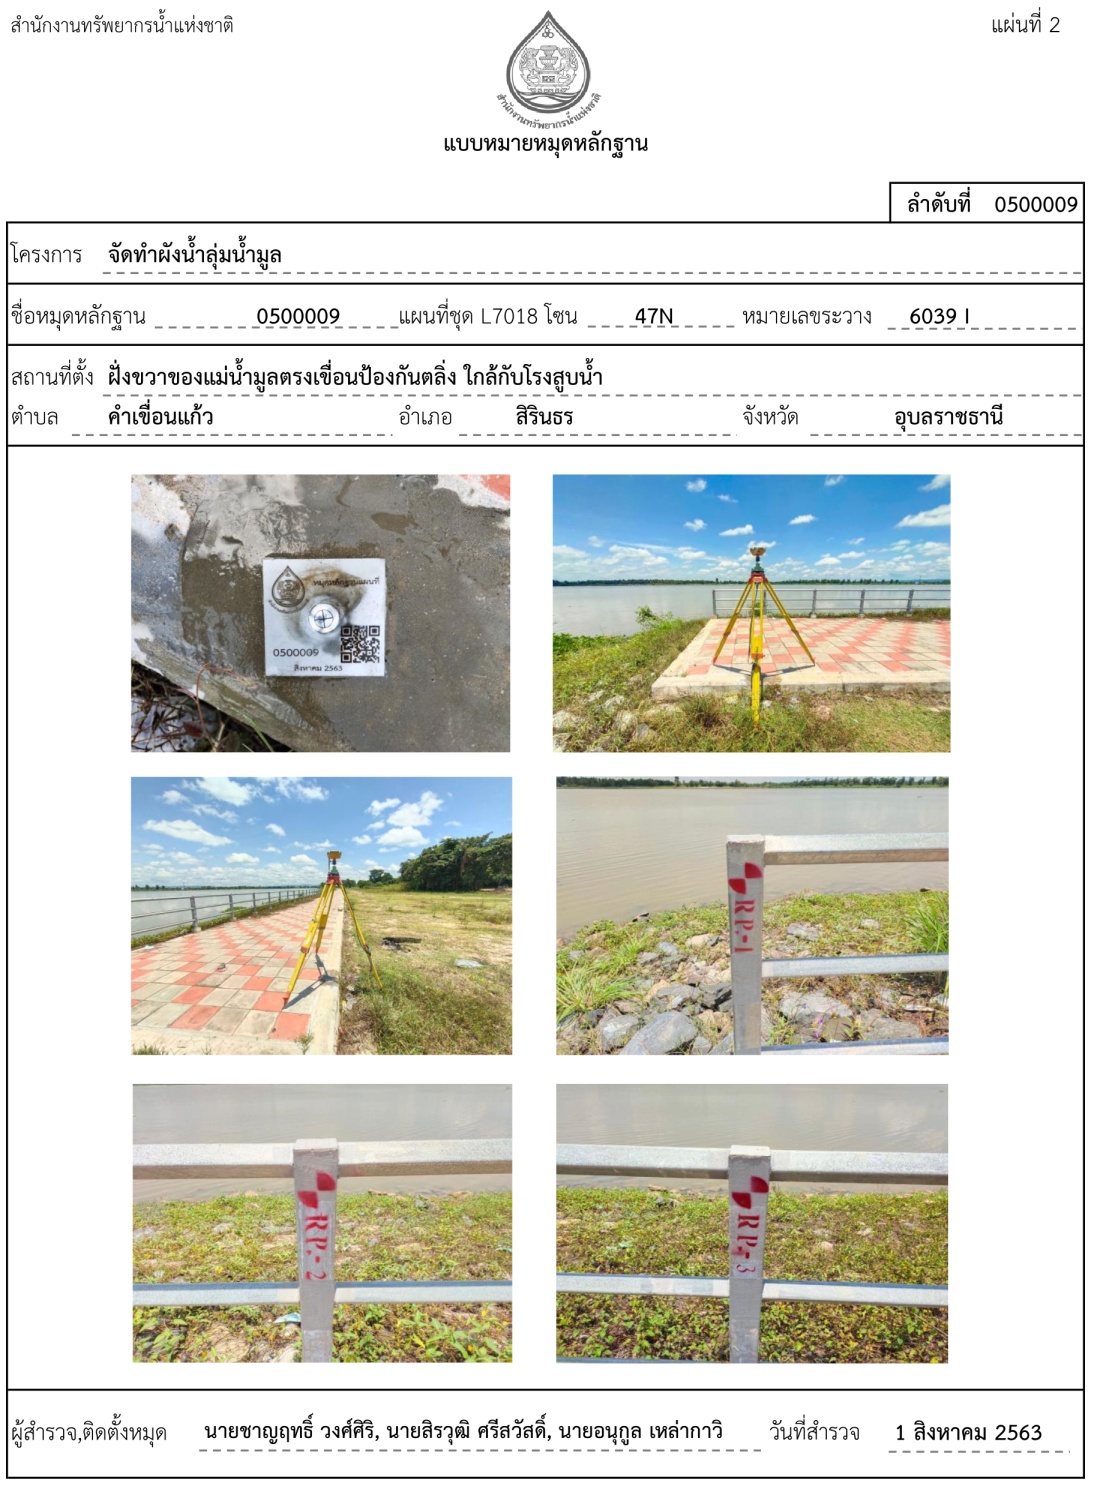 สำนักงานทรัพยากรน้ำแห่งชาติ
แผ่นที่ 2
สำนักงานทรัพยากรน้ำแห่งชาติ
แบบหมายหมุดหลักฐาน
ลำดับที่ 0500009
โครงการ จัดทำผังน้ำลุ่มน้ำมูล
ชื่อหมุดหลักฐาน 0500009 แผนที่ชุด L7018 โซน 47N หมายเลขระวาง 6039 I
สถานที่ตั้ง ฝั่งขวาของแม่น้ำมูลตรงเขื่อนป้องกันตลิ่ง ใกล้กับโรงสูบน้ำ
ตำบล คำเขื่อนแก้ว อำเภอ สิรินธร จังหวัด อุบลราชธานี
หมุดหลักฐานแผนที่
0500009
สิงหาคม 2563
RP.-1
RP.-2
RP.-3
ผู้สำรวจ,ติดตั้งหมุด นายชาญฤทธิ์ วงศ์ศิริ, นายสิรวุฒิ ศรีสวัสดิ์, นายอนุกูล เหล่ากาวิ วันที่สำรวจ 1 สิงหาคม 2563